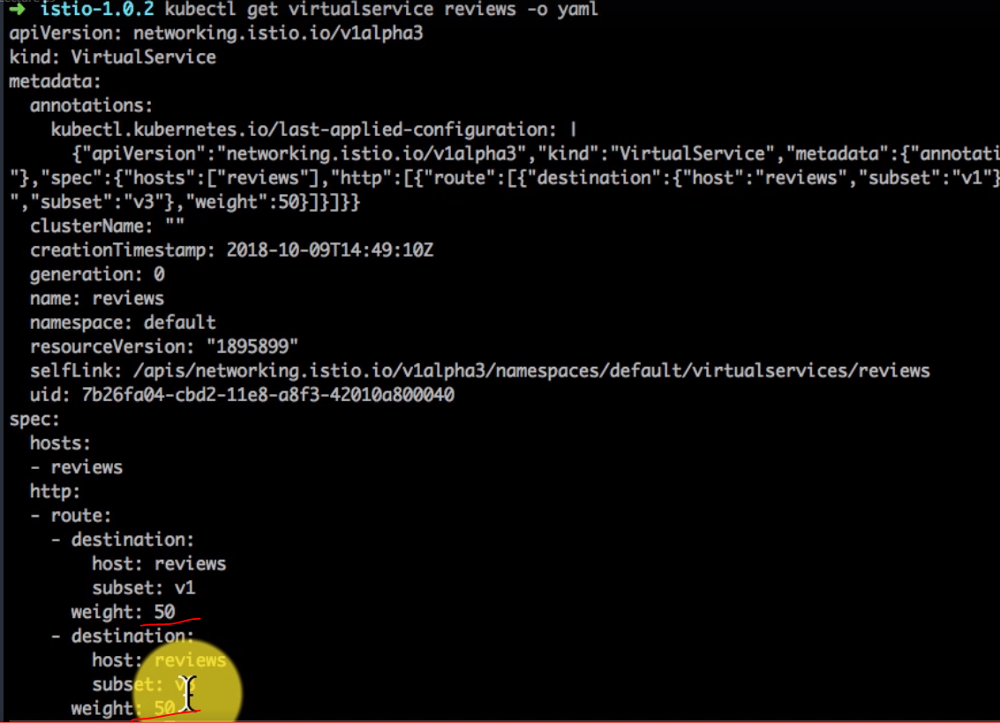 ➜ istio-1.0.2 kubectl get virtualservice reviews -o yaml
apiVersion: networking.istio.io/v1alpha3
kind: VirtualService
metadata:
  annotations:
    kubectl.kubernetes.io/last-applied-configuration: |
      {"apiVersion":"networking.istio.io/v1alpha3","kind":"VirtualService","metadata":{"annotati
"},"spec":{"hosts":["reviews"],"http":[{"route":[{"destination":{"host":"reviews","subset":"v1"}
","subset":"v3"},"weight":50}]}]}}
  clusterName: ""
  creationTimestamp: 2018-10-09T14:49:10Z
  generation: 0
  name: reviews
  namespace: default
  resourceVersion: "1895899"
  selfLink: /apis/networking.istio.io/v1alpha3/namespaces/default/virtualservices/reviews
  uid: 7b26fa04-cbd2-11e8-a8f3-42010a800040
spec:
  hosts:
  - reviews
  http:
  - route:
    - destination:
        host: reviews
        subset: v1
      weight: 50
    - destination:
        host: reviews
        subset: v3
      weight: 50